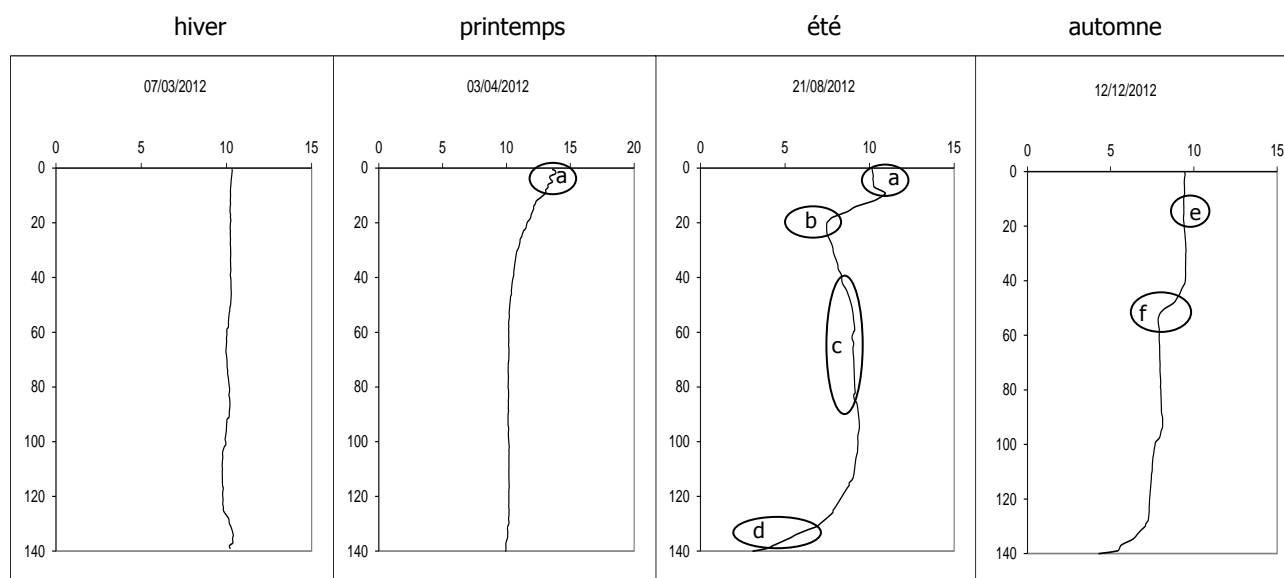 hiver printemps été automne
07/03/2012 03/04/2012 21/08/2012 12/12/2012
0 5 10 15 0 5 10 15 20 0 5 10 15 0 5 10 15
0 0 a 0 a 0
20 20 b 20 e 20
40 40 40 40
60 60 c 60 f 60
80 80 80 80
100 100 100 100
120 120 120 120
140 140 d 140 140